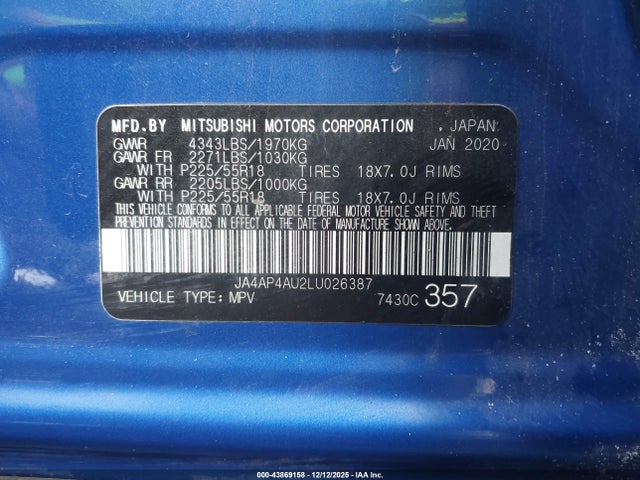 MFD.BY MITSUBISHI MOTORS CORPORATION . JAPAN
GVWR 4343LBS/1970KG JAN 2020
GAWR FR 2271LBS/1030KG
WITH P225/55R18 TIRES 18X7.0J RIMS
GAWR RR 2205LBS/1000KG
WITH P225/55R18 TIRES 18X7.0J RIMS
THIS VEHICLE CONFORMS TO ALL APPLICABLE FEDERAL MOTOR VEHICLE SAFETY AND THEFT
PREVENTION STANDARDS IN EFFECT ON THE DATE OF MANUFACTURE SHOWN ABOVE.
JA4AP4AU2LU026387
VEHICLE TYPE:MPV 7430C 357
000-43869158 - 12/12/2025 - IAA Inc.